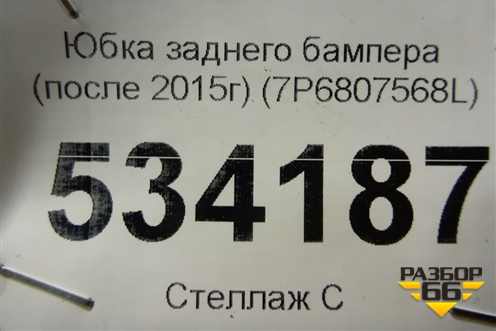 Юбка заднего бампера
(после 2015г) (7P6807568L)
534187
Стеллаж С
РАЗБОР
66